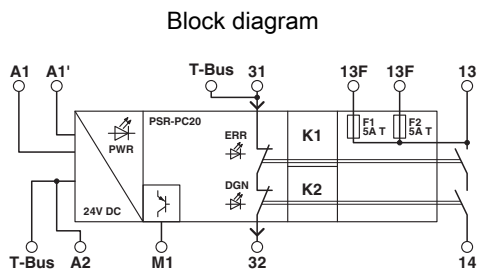 Block diagram
A1 A1' T-Bus 31 13F 13F 13
PSR-PC20
F1
5A T
F2
5A T
ERR
K1
PWR
DGN
K2
24V DC
T-Bus A2 M1 32 14